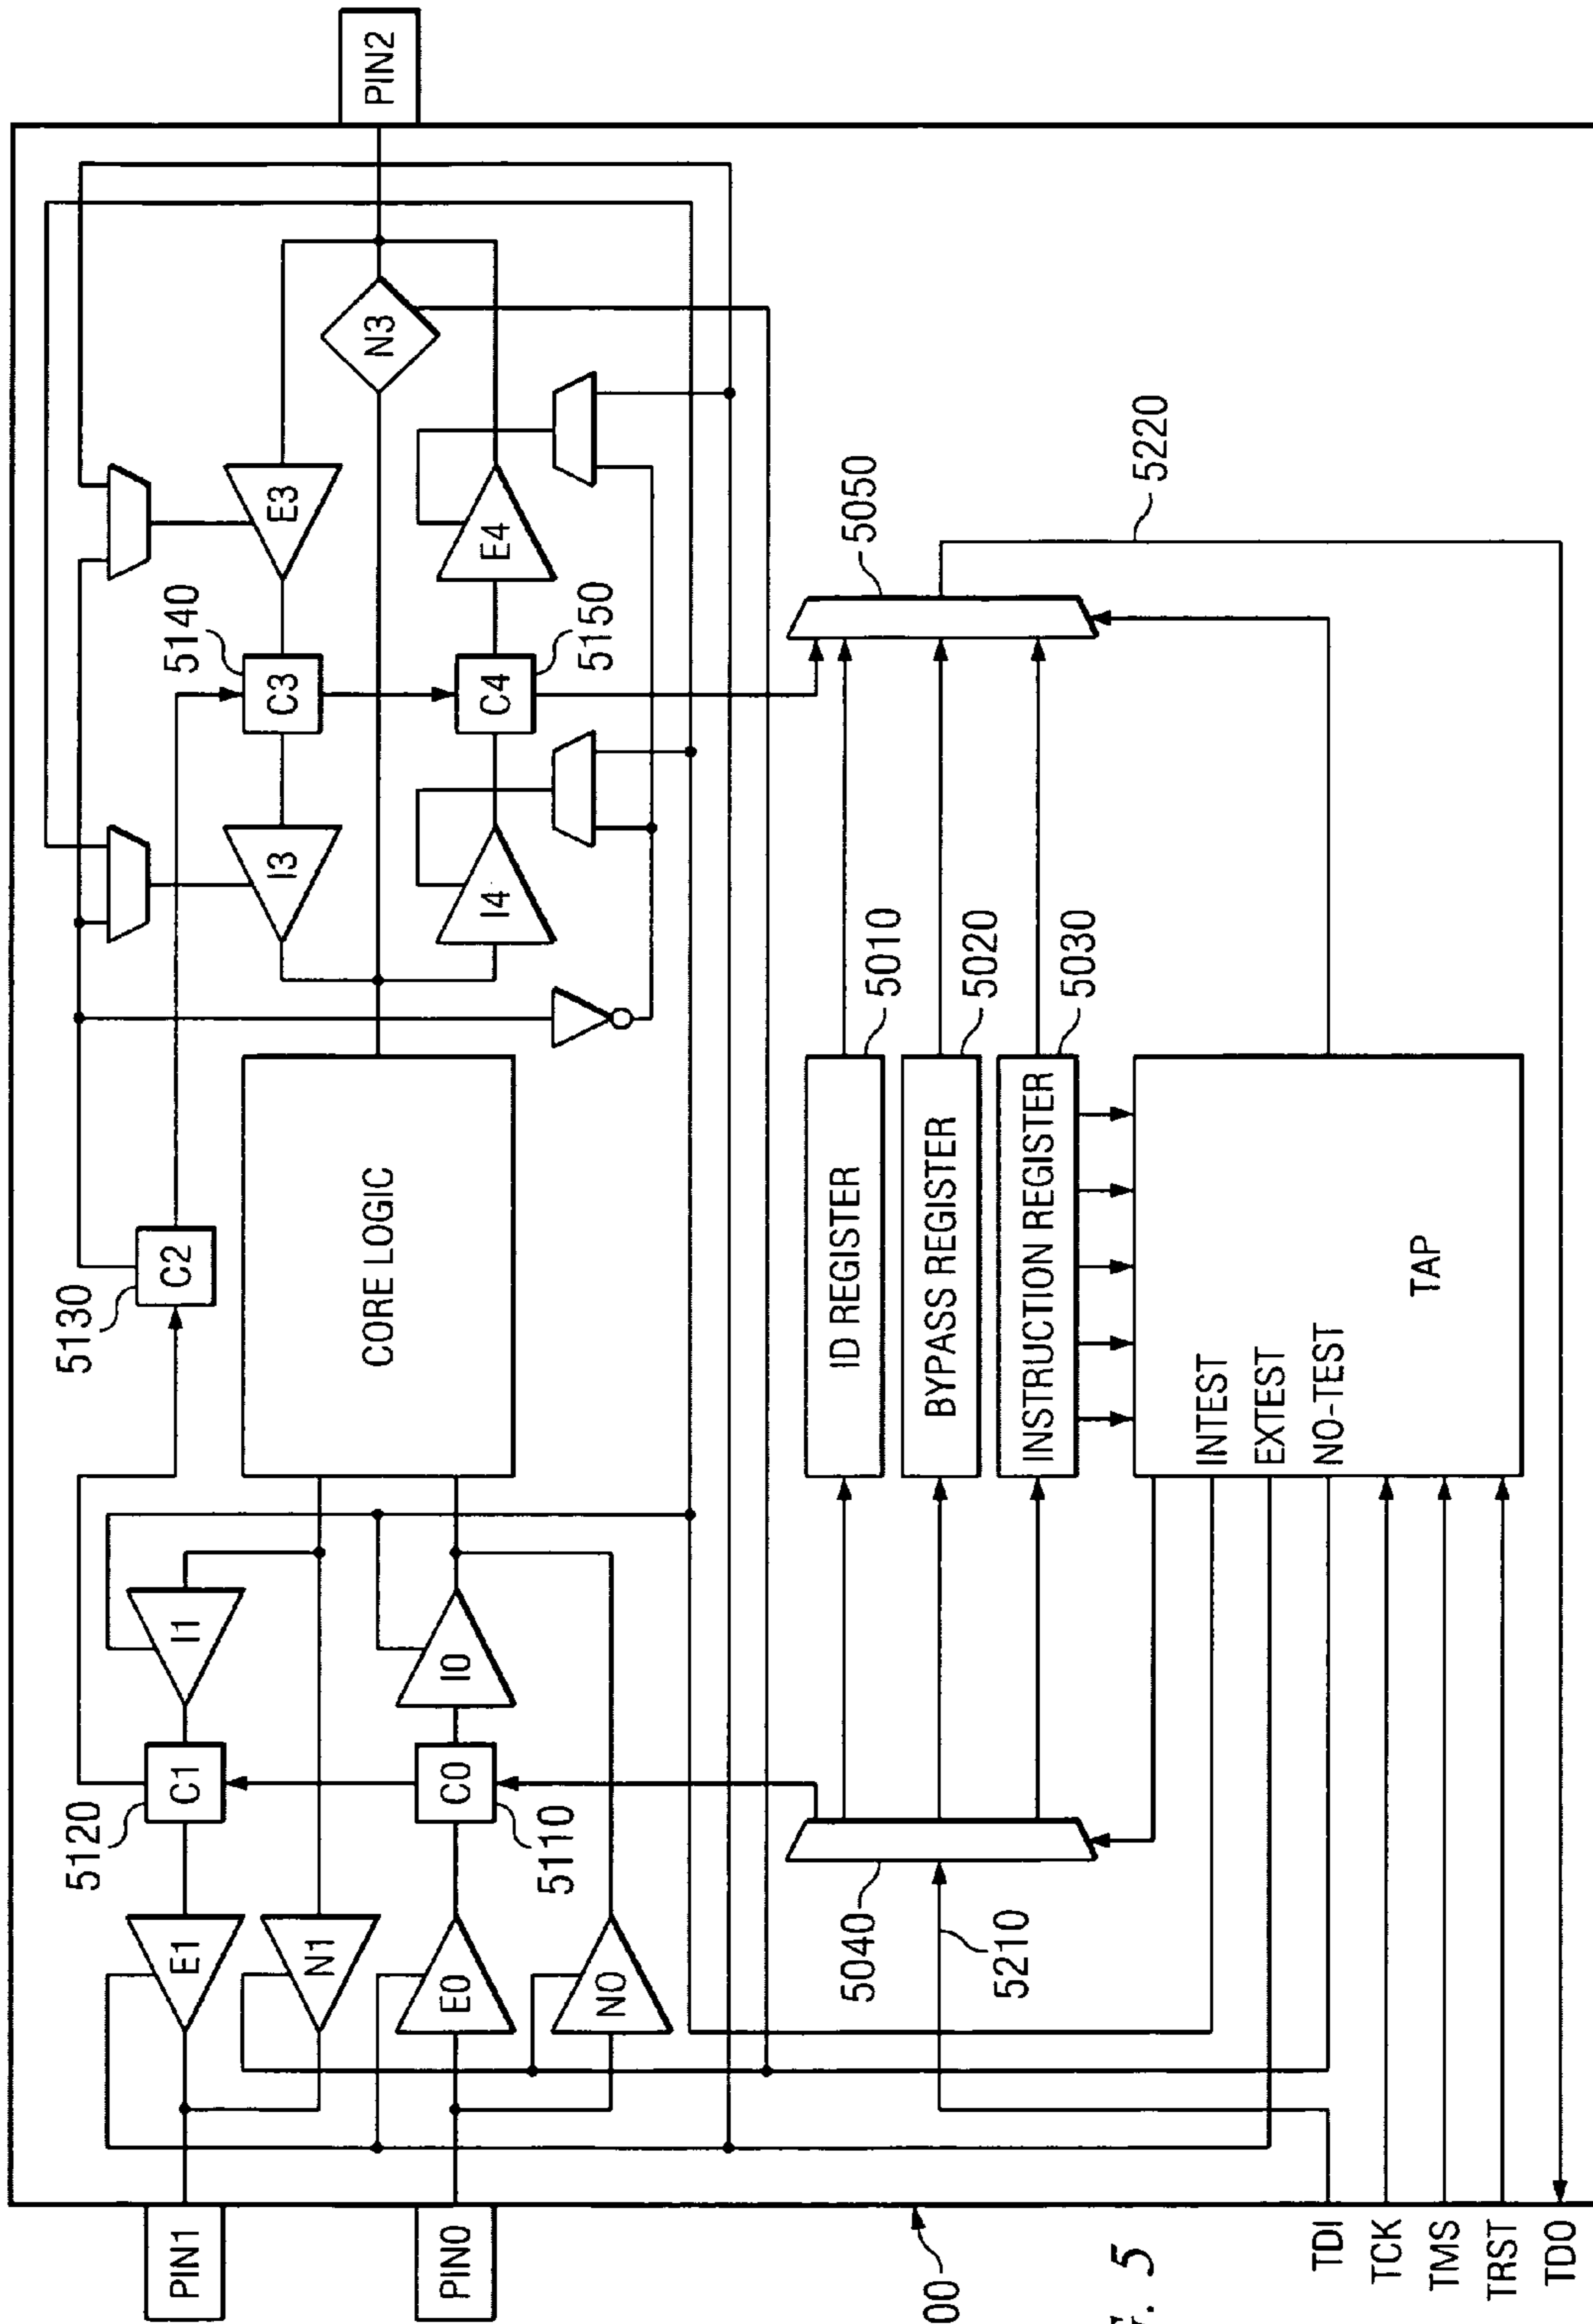 PIN1
PIN0
PIN2
5120
C1
I1
E1
N1
5110
C0
I0
E0
N0
5130
C2
CORE LOGIC
5140
C3
I3
E3
N3
5150
C4
I4
E4
5040
5210
ID REGISTER
5010
BYPASS REGISTER
5020
INSTRUCTION REGISTER
5030
5050
5220
INTEST
EXTEST
NO-TEST
TAP
TDI
TCK
TMS
TRST
TDO
00
. 5